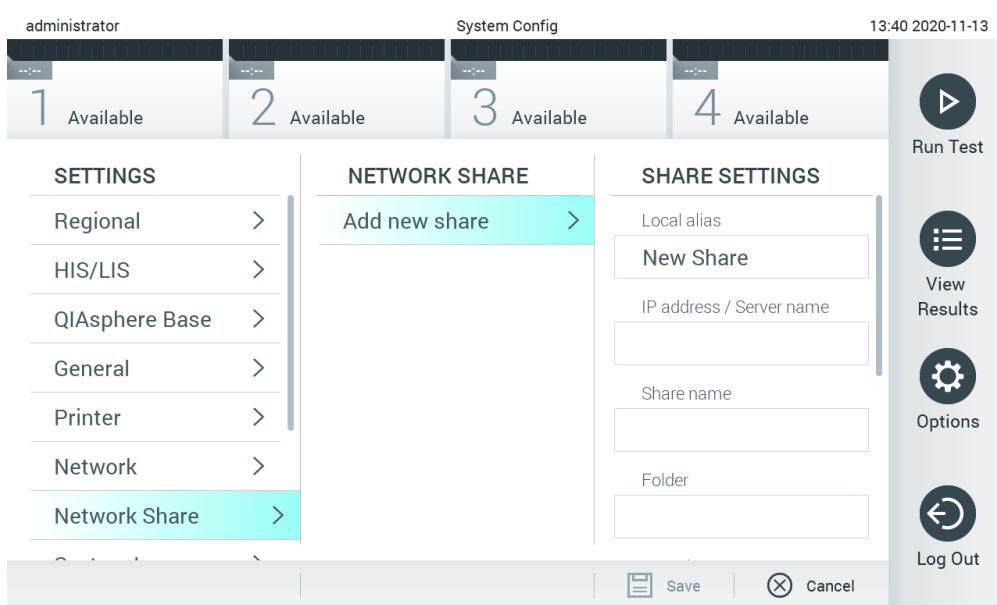 administrator
System Config
13:40 2020-11-13
--:--
--:--
--:--
--:--
1 Available
2 Available
3 Available
4 Available
SETTINGS
Regional
HIS/LIS
QIAsphere Base
General
Printer
Network
Network Share
NETWORK SHARE
Add new share
SHARE SETTINGS
Local alias
New Share
IP address / Server name
Share name
Folder
Save
Cancel
Run Test
View
Results
Options
Log Out